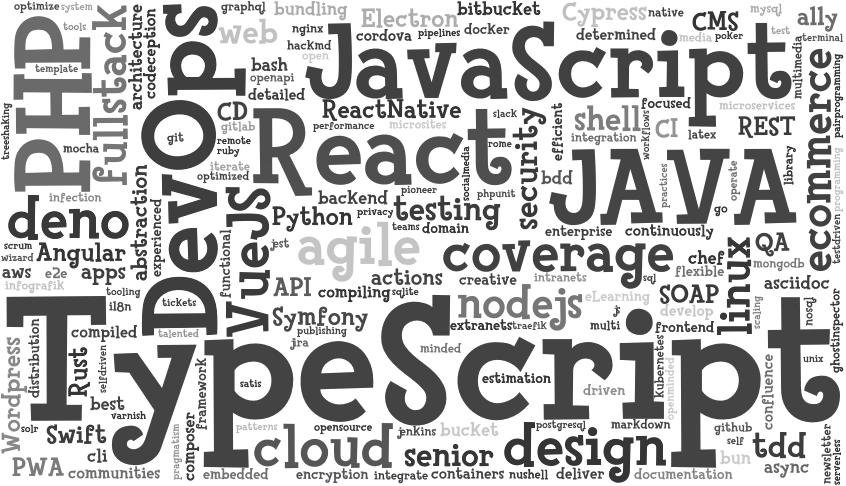 optimize
system
tools
template
PHP
fullstack
architecture
codeception
treeshaking
mocha
infection
DevOps
git
graphql
web
bundling
nginx
hackmd
open
bash
openapi
detailed
CD
gitlab
remote
ruby
iterate
optimized
Electron
cordova
pipelines
docker
bitbucket
JavaScript
Cypress
native
determined
CMS
media
poker
mysql
test
ally
terminal
multimedia
ecommerce
pairprogramming
ReactNative
performance
microsites
React
slack
rome
socialmedia
phpunit
security
efficient
shell
integration
bdd
focused
workflows
CI
latex
microservices
REST
JAVA
practices
go
operate
library
programming
testdriven
deno
scrum
wizard
Angular
aws
e2e
apps
infografik
tooling
i18n
abstraction
experienced
VueJS
functional
jest
Python
backend
privacy
pioneer
testing
teams
domain
agile
actions
API
compiling
sqlite
Symfony
publishing
jra
coverage
creative
intranets
sql
enterprise
continuously
chef
flexible
linux
QA
mongodb
asciidoc
nodejs
eLearning
SOAP
develop
extranets
traefik
multi
js
frontend
scaling
nosql
ghostinspector
TypeScript
tickets
talented
compiled
distribution
Wordpress
Rust
selfdriven
best
varnish
framework
satis
minded
estimation
driven
kubernetes
openminded
unix
confluence
solr
Swift
cli
PWA
communities
pragmatism
composer
patterns
cloud
embedded
opensource
encryption
jenkins
bucket
senior
integrate
containers
nushell
design
postgresql
deliver
markdown
documentation
github
self
bun
tdd
async
newsletter
serverless